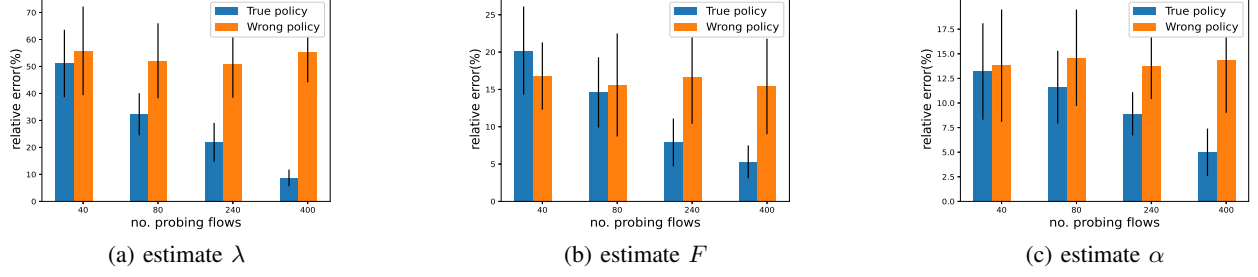 True policy
Wrong policy
relative error(%)
70
60
50
40
30
20
10
0
40 80 240 400
no. probing flows
(a) estimate λ
True policy
Wrong policy
relative error(%)
25
20
15
10
5
0
40 80 240 400
no. probing flows
(b) estimate F
True policy
Wrong policy
relative error(%)
17.5
15.0
12.5
10.0
7.5
5.0
2.5
0.0
40 80 240 400
no. probing flows
(c) estimate α